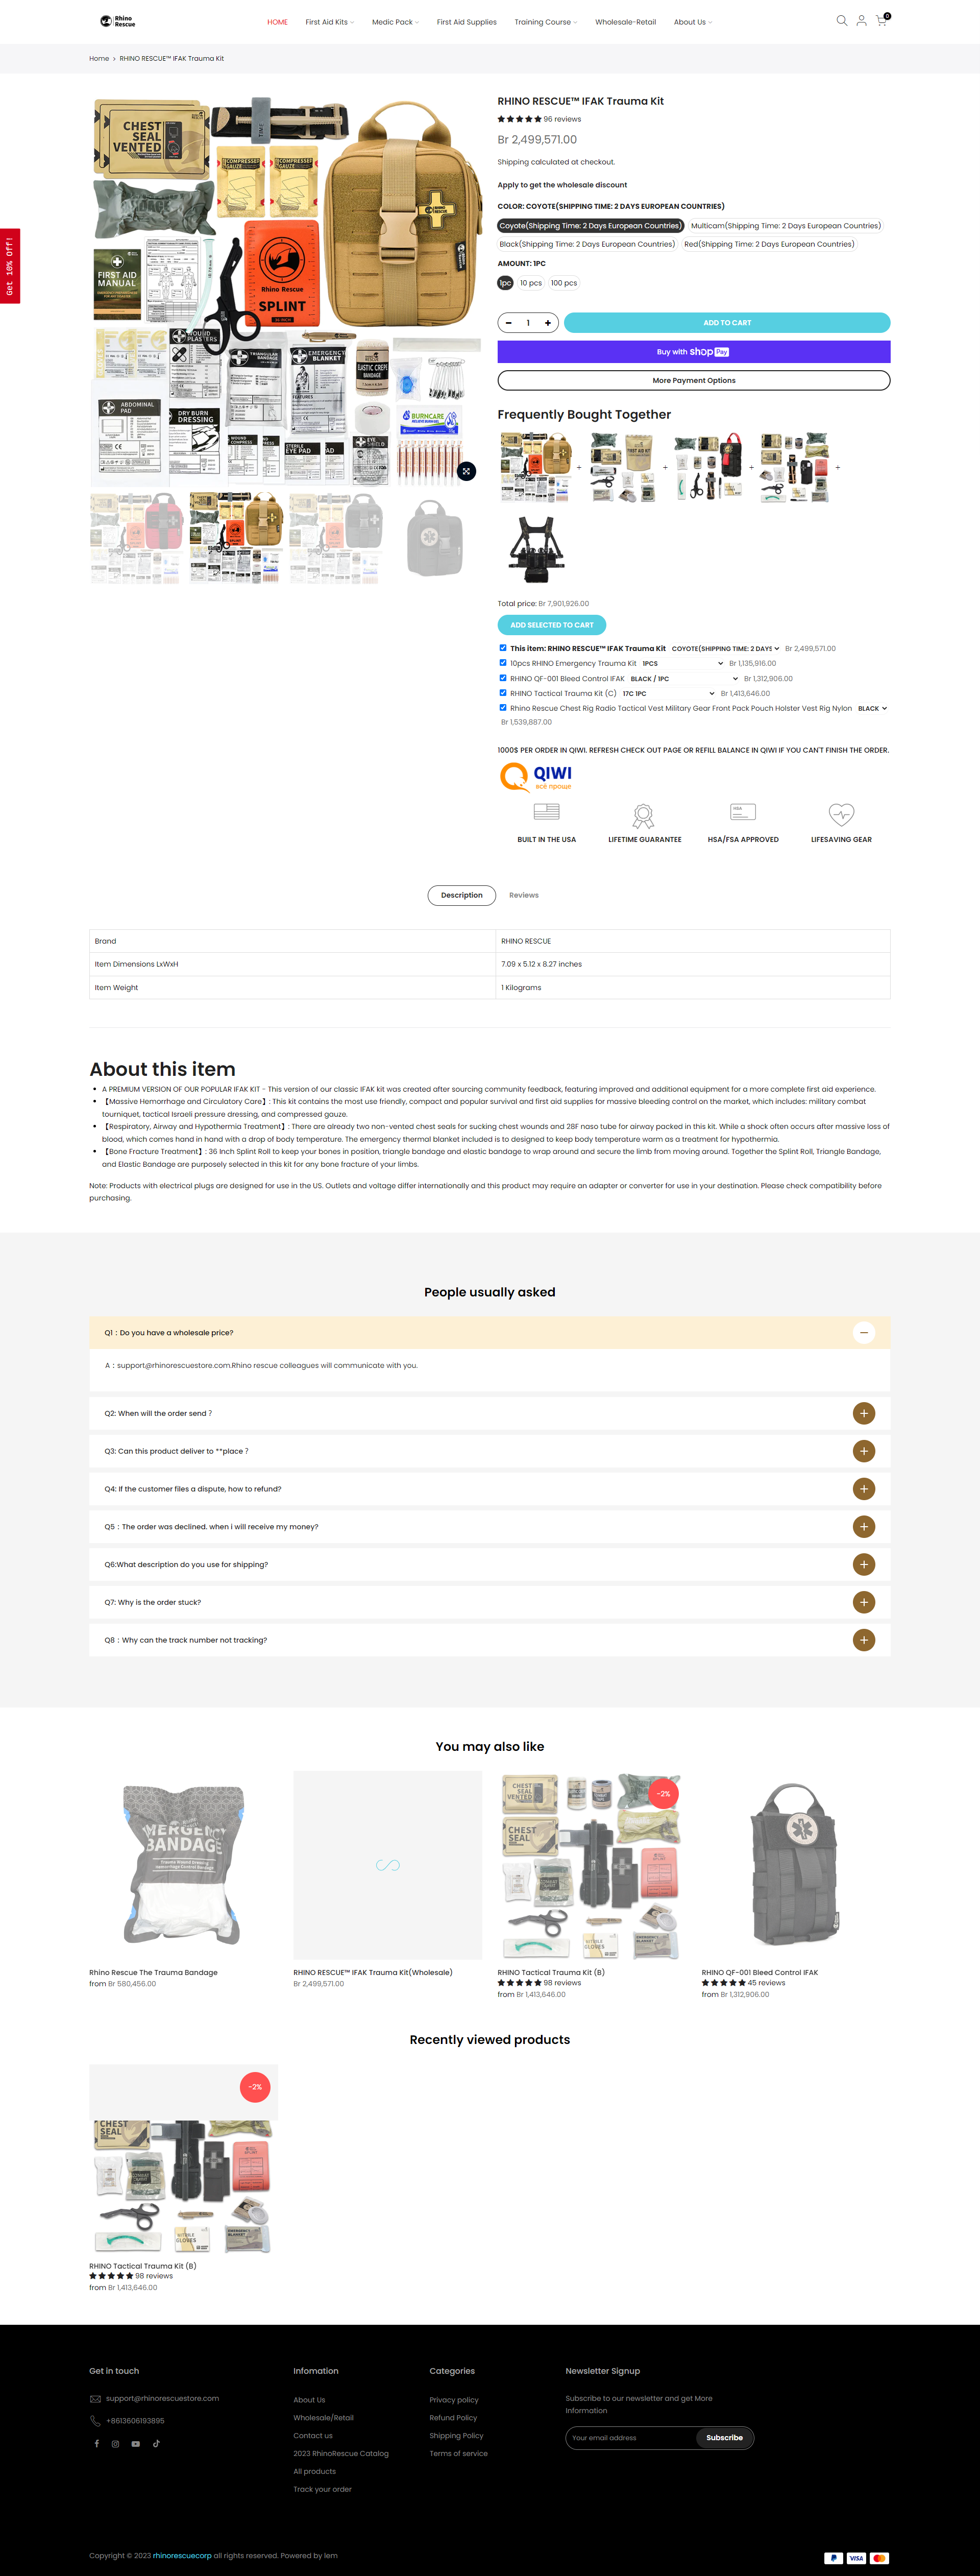 Rhino Rescue
HOME
First Aid Kits
Medic Pack
First Aid Supplies
Training Course
Wholesale-Retail
About Us
0
Home > RHINO RESCUE™ IFAK Trauma Kit
Get 10% Off!
CHEST SEAL VENTED
COMPRESSED GAUZE
COMPRESSED GAUZE
TIME
RHINO RESCUE
FIRST AID MANUAL
Rhino Rescue
SPLINT
WOUND PLASTERS
TRIANGULAR BANDAGE
EMERGENCY BLANKET
ELASTIC CREPE BANDAGE
ABDOMINAL PAD
DRY BURN DRESSING
WOUND COMPRESS
STERILE EYE PAD
EYE SHIELD
BURNCARE
RHINO RESCUE™ IFAK Trauma Kit
96 reviews
Br 2,499,571.00
Shipping calculated at checkout.
Apply to get the wholesale discount
COLOR: COYOTE(SHIPPING TIME: 2 DAYS EUROPEAN COUNTRIES)
Coyote(Shipping Time: 2 Days European Countries)
Multicam(Shipping Time: 2 Days European Countries)
Black(Shipping Time: 2 Days European Countries)
Red(Shipping Time: 2 Days European Countries)
AMOUNT: 1PC
1pc
10 pcs
100 pcs
1
ADD TO CART
Buy with shop Pay
More Payment Options
Frequently Bought Together
+
+
+
+
Total price: Br 7,901,926.00
ADD SELECTED TO CART
This item: RHINO RESCUE™ IFAK Trauma Kit COYOTE(SHIPPING TIME: 2 DAYS Br 2,499,571.00
10pcs RHINO Emergency Trauma Kit 1PCS Br 1,135,916.00
RHINO QF-001 Bleed Control IFAK BLACK / 1PC Br 1,312,906.00
RHINO Tactical Trauma Kit (C) 17C 1PC Br 1,413,646.00
Rhino Rescue Chest Rig Radio Tactical Vest Military Gear Front Pack Pouch Holster Vest Rig Nylon BLACK
Br 1,539,887.00
1000$ PER ORDER IN QIWI. REFRESH CHECK OUT PAGE OR REFILL BALANCE IN QIWI IF YOU CAN'T FINISH THE ORDER.
QIWI
всё проще
HSA
BUILT IN THE USA
LIFETIME GUARANTEE
HSA/FSA APPROVED
LIFESAVING GEAR
Description
Reviews
Brand RHINO RESCUE
Item Dimensions LxWxH 7.09 x 5.12 x 8.27 inches
Item Weight 1 Kilograms
About this item
A PREMIUM VERSION OF OUR POPULAR IFAK KIT - This version of our classic IFAK kit was created after sourcing community feedback, featuring improved and additional equipment for a more complete first aid experience.
【Massive Hemorrhage and Circulatory Care】: This kit contains the most use friendly, compact and popular survival and first aid supplies for massive bleeding control on the market, which includes: military combat
tourniquet, tactical Israeli pressure dressing, and compressed gauze.
【Respiratory, Airway and Hypothermia Treatment】: There are already two non-vented chest seals for sucking chest wounds and 28F naso tube for airway packed in this kit. While a shock often occurs after massive loss of
blood, which comes hand in hand with a drop of body temperature. The emergency thermal blanket included is to designed to keep body temperature warm as a treatment for hypothermia.
【Bone Fracture Treatment】: 36 Inch Splint Roll to keep your bones in position, triangle bandage and elastic bandage to wrap around and secure the limb from moving around. Together the Splint Roll, Triangle Bandage,
and Elastic Bandage are purposely selected in this kit for any bone fracture of your limbs.
Note: Products with electrical plugs are designed for use in the US. Outlets and voltage differ internationally and this product may require an adapter or converter for use in your destination. Please check compatibility before
purchasing.
People usually asked
Q1：Do you have a wholesale price?
A：support@rhinorescuestore.com.Rhino rescue colleagues will communicate with you.
Q2: When will the order send？
Q3: Can this product deliver to **place？
Q4: If the customer files a dispute, how to refund?
Q5：The order was declined. when i will receive my money?
Q6:What description do you use for shipping?
Q7: Why is the order stuck?
Q8：Why can the track number not tracking?
You may also like
MERGENCY BANDAGE
Trauma Wound Dressing
Hemorrhage Control Bandage
CHEST SEAL VENTED
CHEST SEAL
NITRILE GLOVES
-2%
Rhino Rescue The Trauma Bandage
from Br 580,456.00
RHINO RESCUE™ IFAK Trauma Kit(Wholesale)
Br 2,499,571.00
RHINO Tactical Trauma Kit (B)
98 reviews
from Br 1,413,646.00
RHINO QF-001 Bleed Control IFAK
45 reviews
from Br 1,312,906.00
Recently viewed products
-2%
CHEST SEAL
NITRILE GLOVES
RHINO Tactical Trauma Kit (B)
98 reviews
from Br 1,413,646.00
Get in touch
support@rhinorescuestore.com
+8613606193895
Infomation
About Us
Wholesale/Retail
Contact us
2023 RhinoRescue Catalog
All products
Track your order
Categories
Privacy policy
Refund Policy
Shipping Policy
Terms of service
Newsletter Signup
Subscribe to our newsletter and get More
Information
Your email address
Subscribe
Copyright © 2023 rhinorescuecorp all rights reserved. Powered by lem
VISA